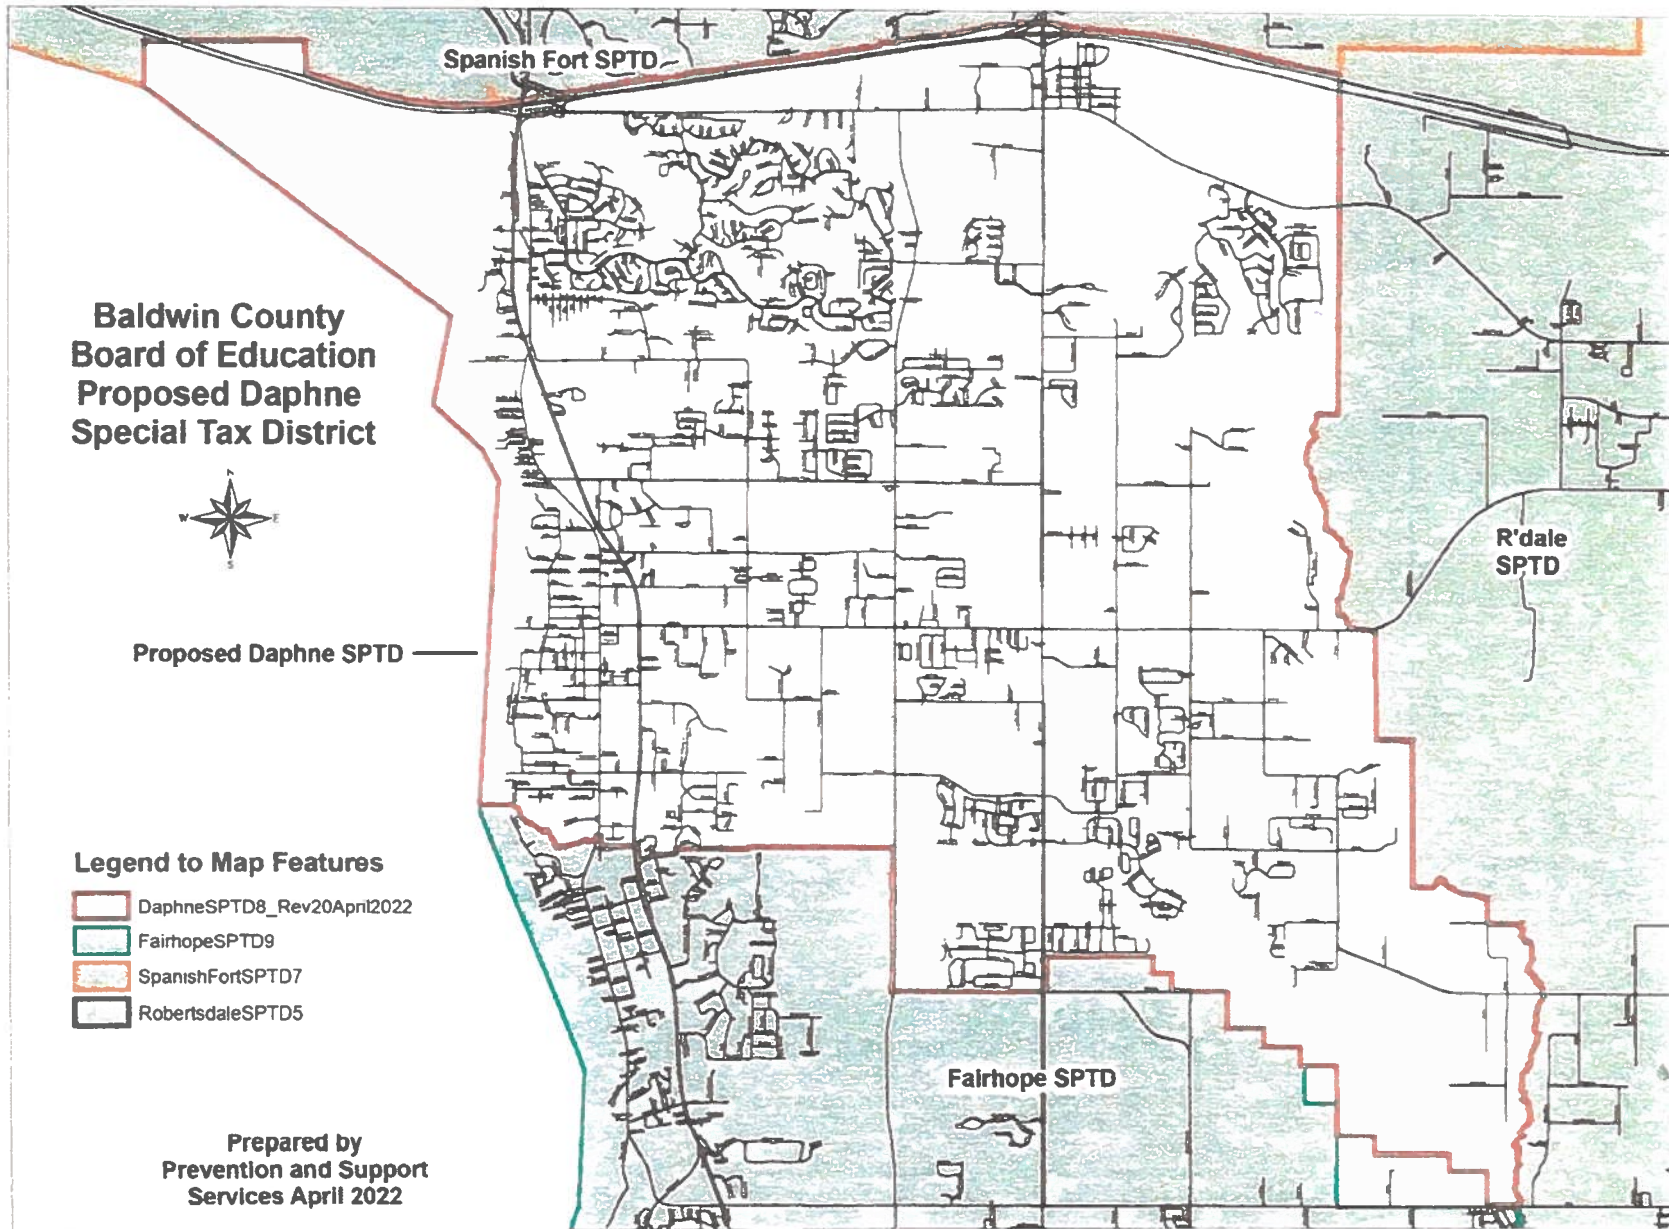 Spanish Fort SPTD
Baldwin County
Board of Education
Proposed Daphne
Special Tax District
N
W
E
S
R'dale
SPTD
Proposed Daphne SPTD
Legend to Map Features
DaphneSPTD8_Rev20April2022
FairhopeSPTD9
SpanishFortSPTD7
RobertsdaleSPTD5
Fairhope SPTD
Prepared by
Prevention and Support
Services April 2022